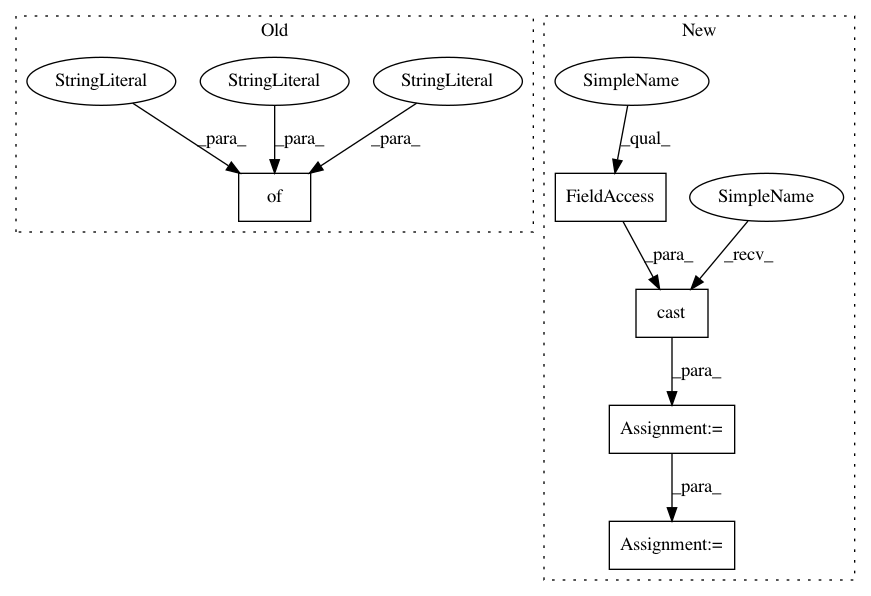 Old
New
StringLiteral
StringLiteral
StringLiteral
SimpleName
_para_
_para_
_para_
_qual_
of
FieldAccess
SimpleName
_para_
_recv_
cast
_para_
Assignment:=
_para_
Assignment:=